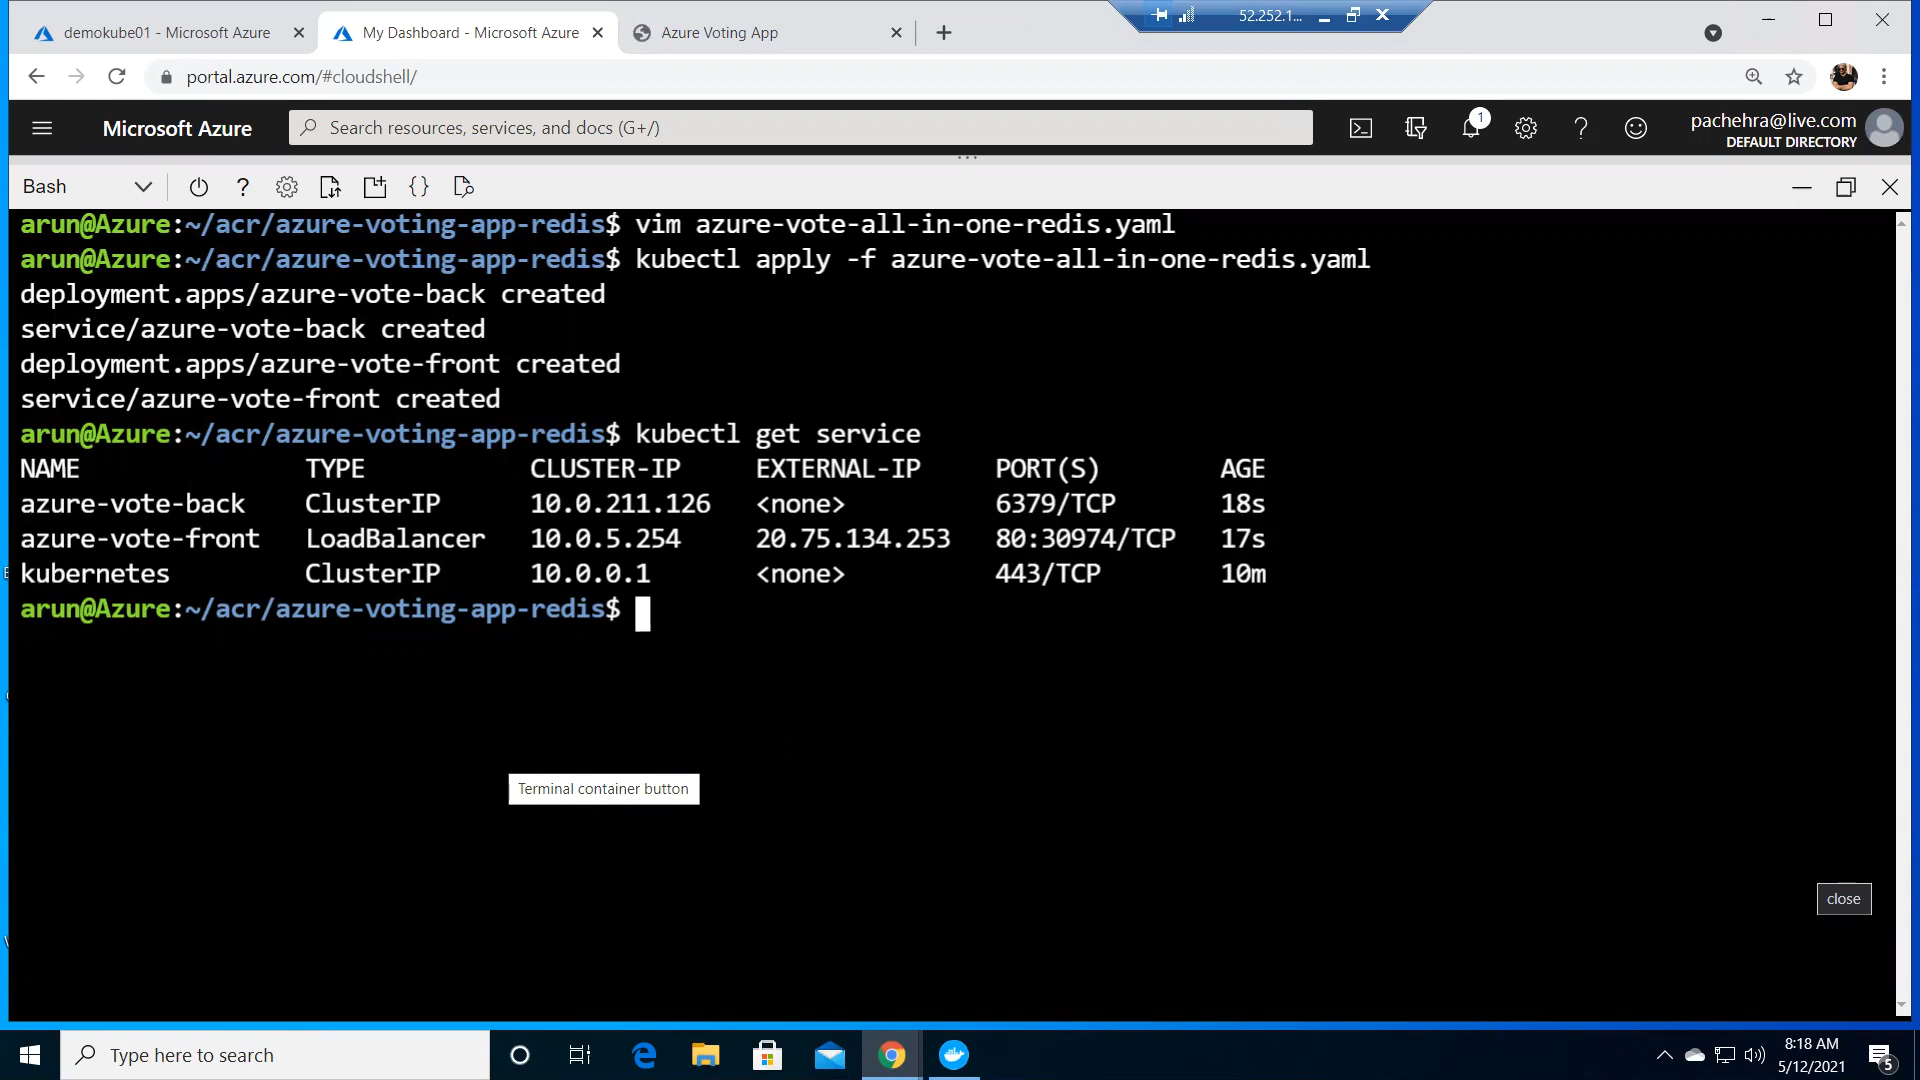 52.252.1...
demokube01 - Microsoft Azure
My Dashboard - Microsoft Azure
Azure Voting App
portal.azure.com/#cloudshell/
Microsoft Azure
Search resources, services, and docs (G+/)
1
pachehra@live.com
DEFAULT DIRECTORY
Bash
arun@Azure:~/acr/azure-voting-app-redis$ vim azure-vote-all-in-one-redis.yaml
arun@Azure:~/acr/azure-voting-app-redis$ kubectl apply -f azure-vote-all-in-one-redis.yaml
deployment.apps/azure-vote-back created
service/azure-vote-back created
deployment.apps/azure-vote-front created
service/azure-vote-front created
arun@Azure:~/acr/azure-voting-app-redis$ kubectl get service
NAME TYPE CLUSTER-IP EXTERNAL-IP PORT(S) AGE
azure-vote-back ClusterIP 10.0.211.126 <none> 6379/TCP 18s
azure-vote-front LoadBalancer 10.0.5.254 20.75.134.253 80:30974/TCP 17s
kubernetes ClusterIP 10.0.0.1 <none> 443/TCP 10m
arun@Azure:~/acr/azure-voting-app-redis$
Terminal container button
close
Type here to search
8:18 AM
5/12/2021
5